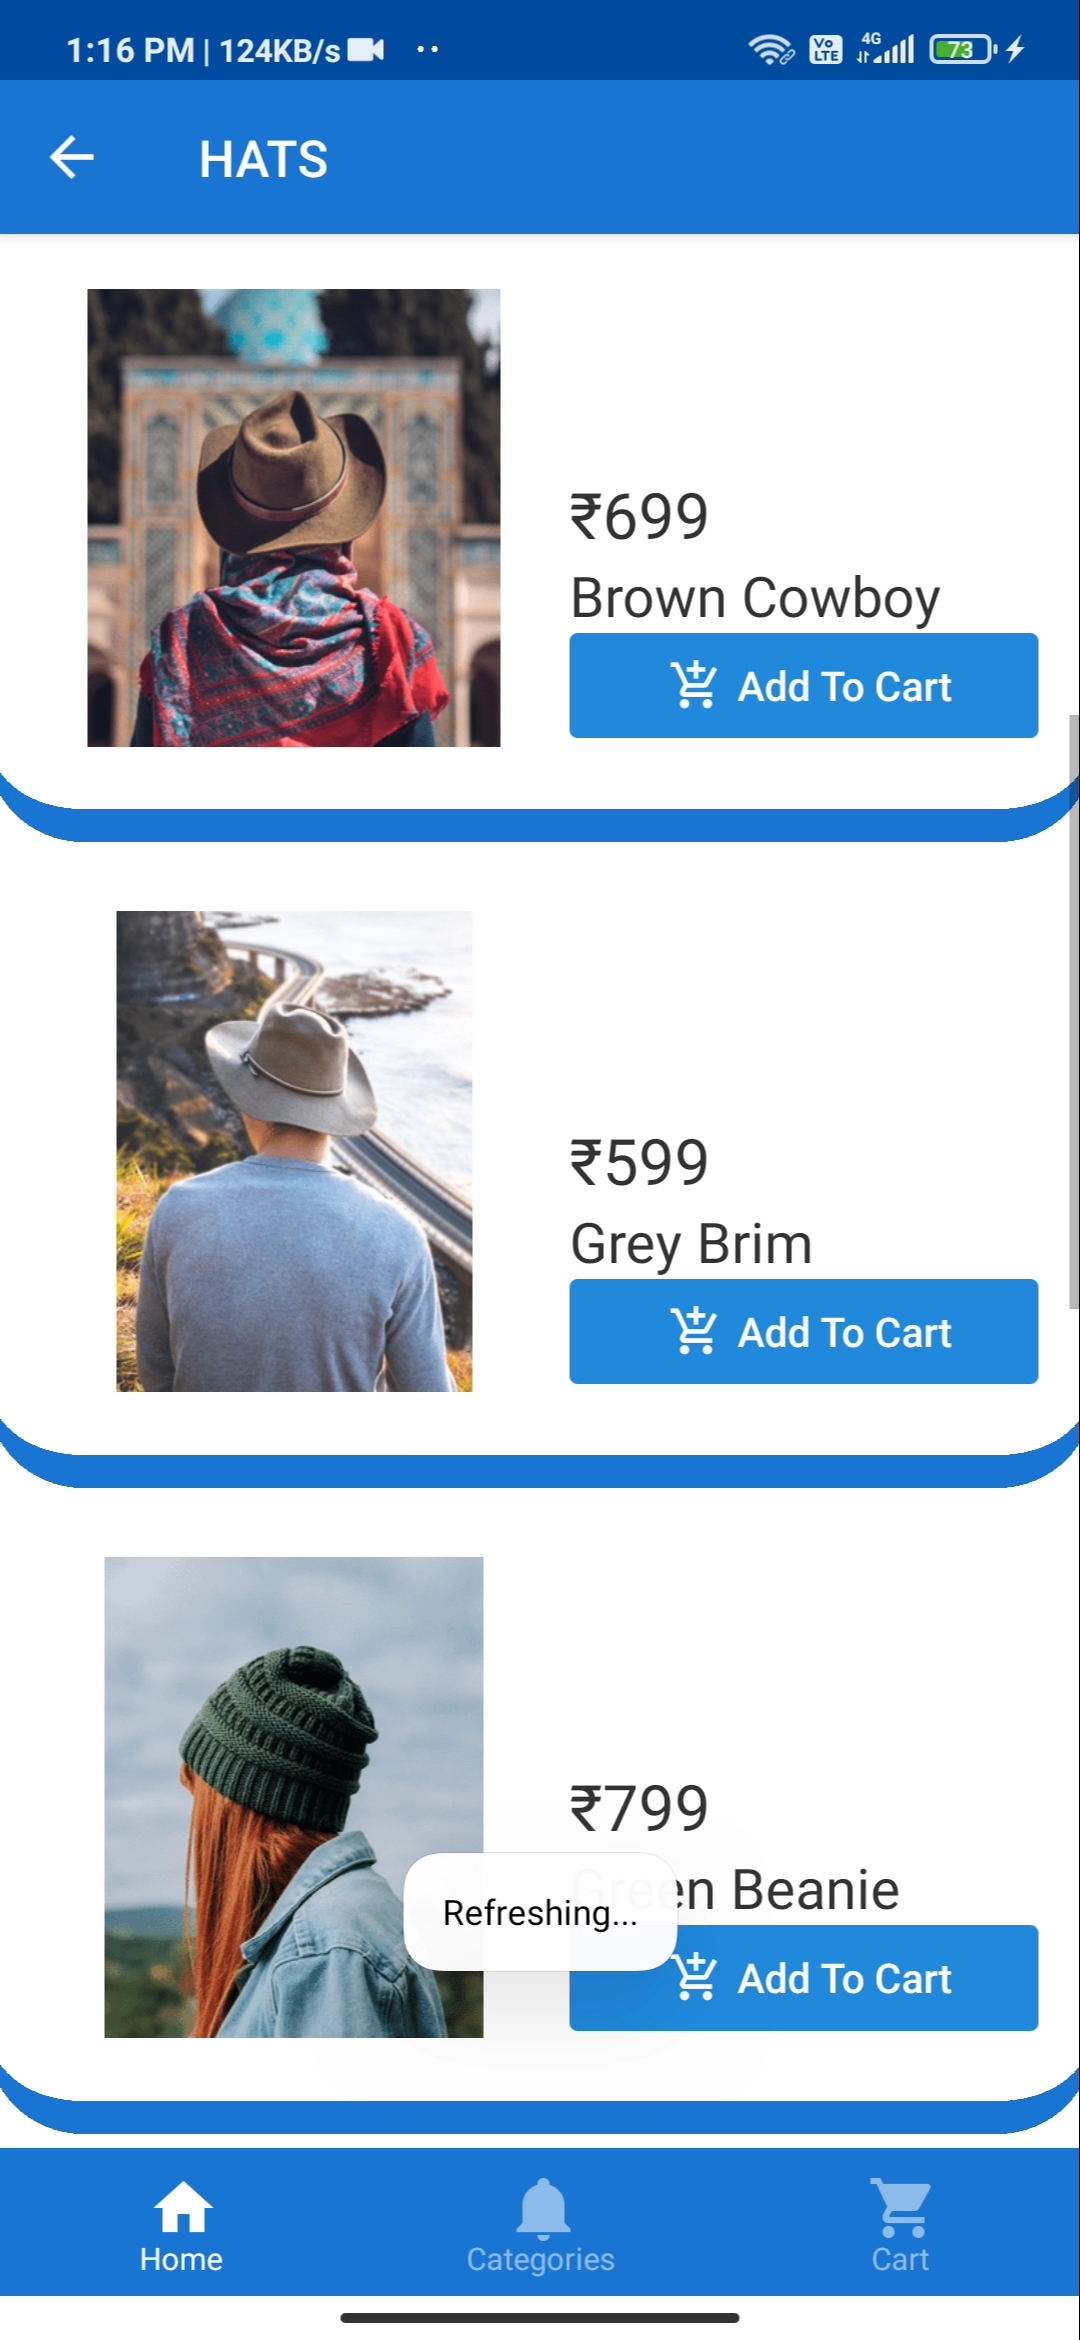 1:16 PM | 124KB/s
Vo LTE
4G
73
HATS
₹699
Brown Cowboy
Add To Cart
₹599
Grey Brim
Add To Cart
₹799
Green Beanie
Refreshing...
Add To Cart
Home
Categories
Cart